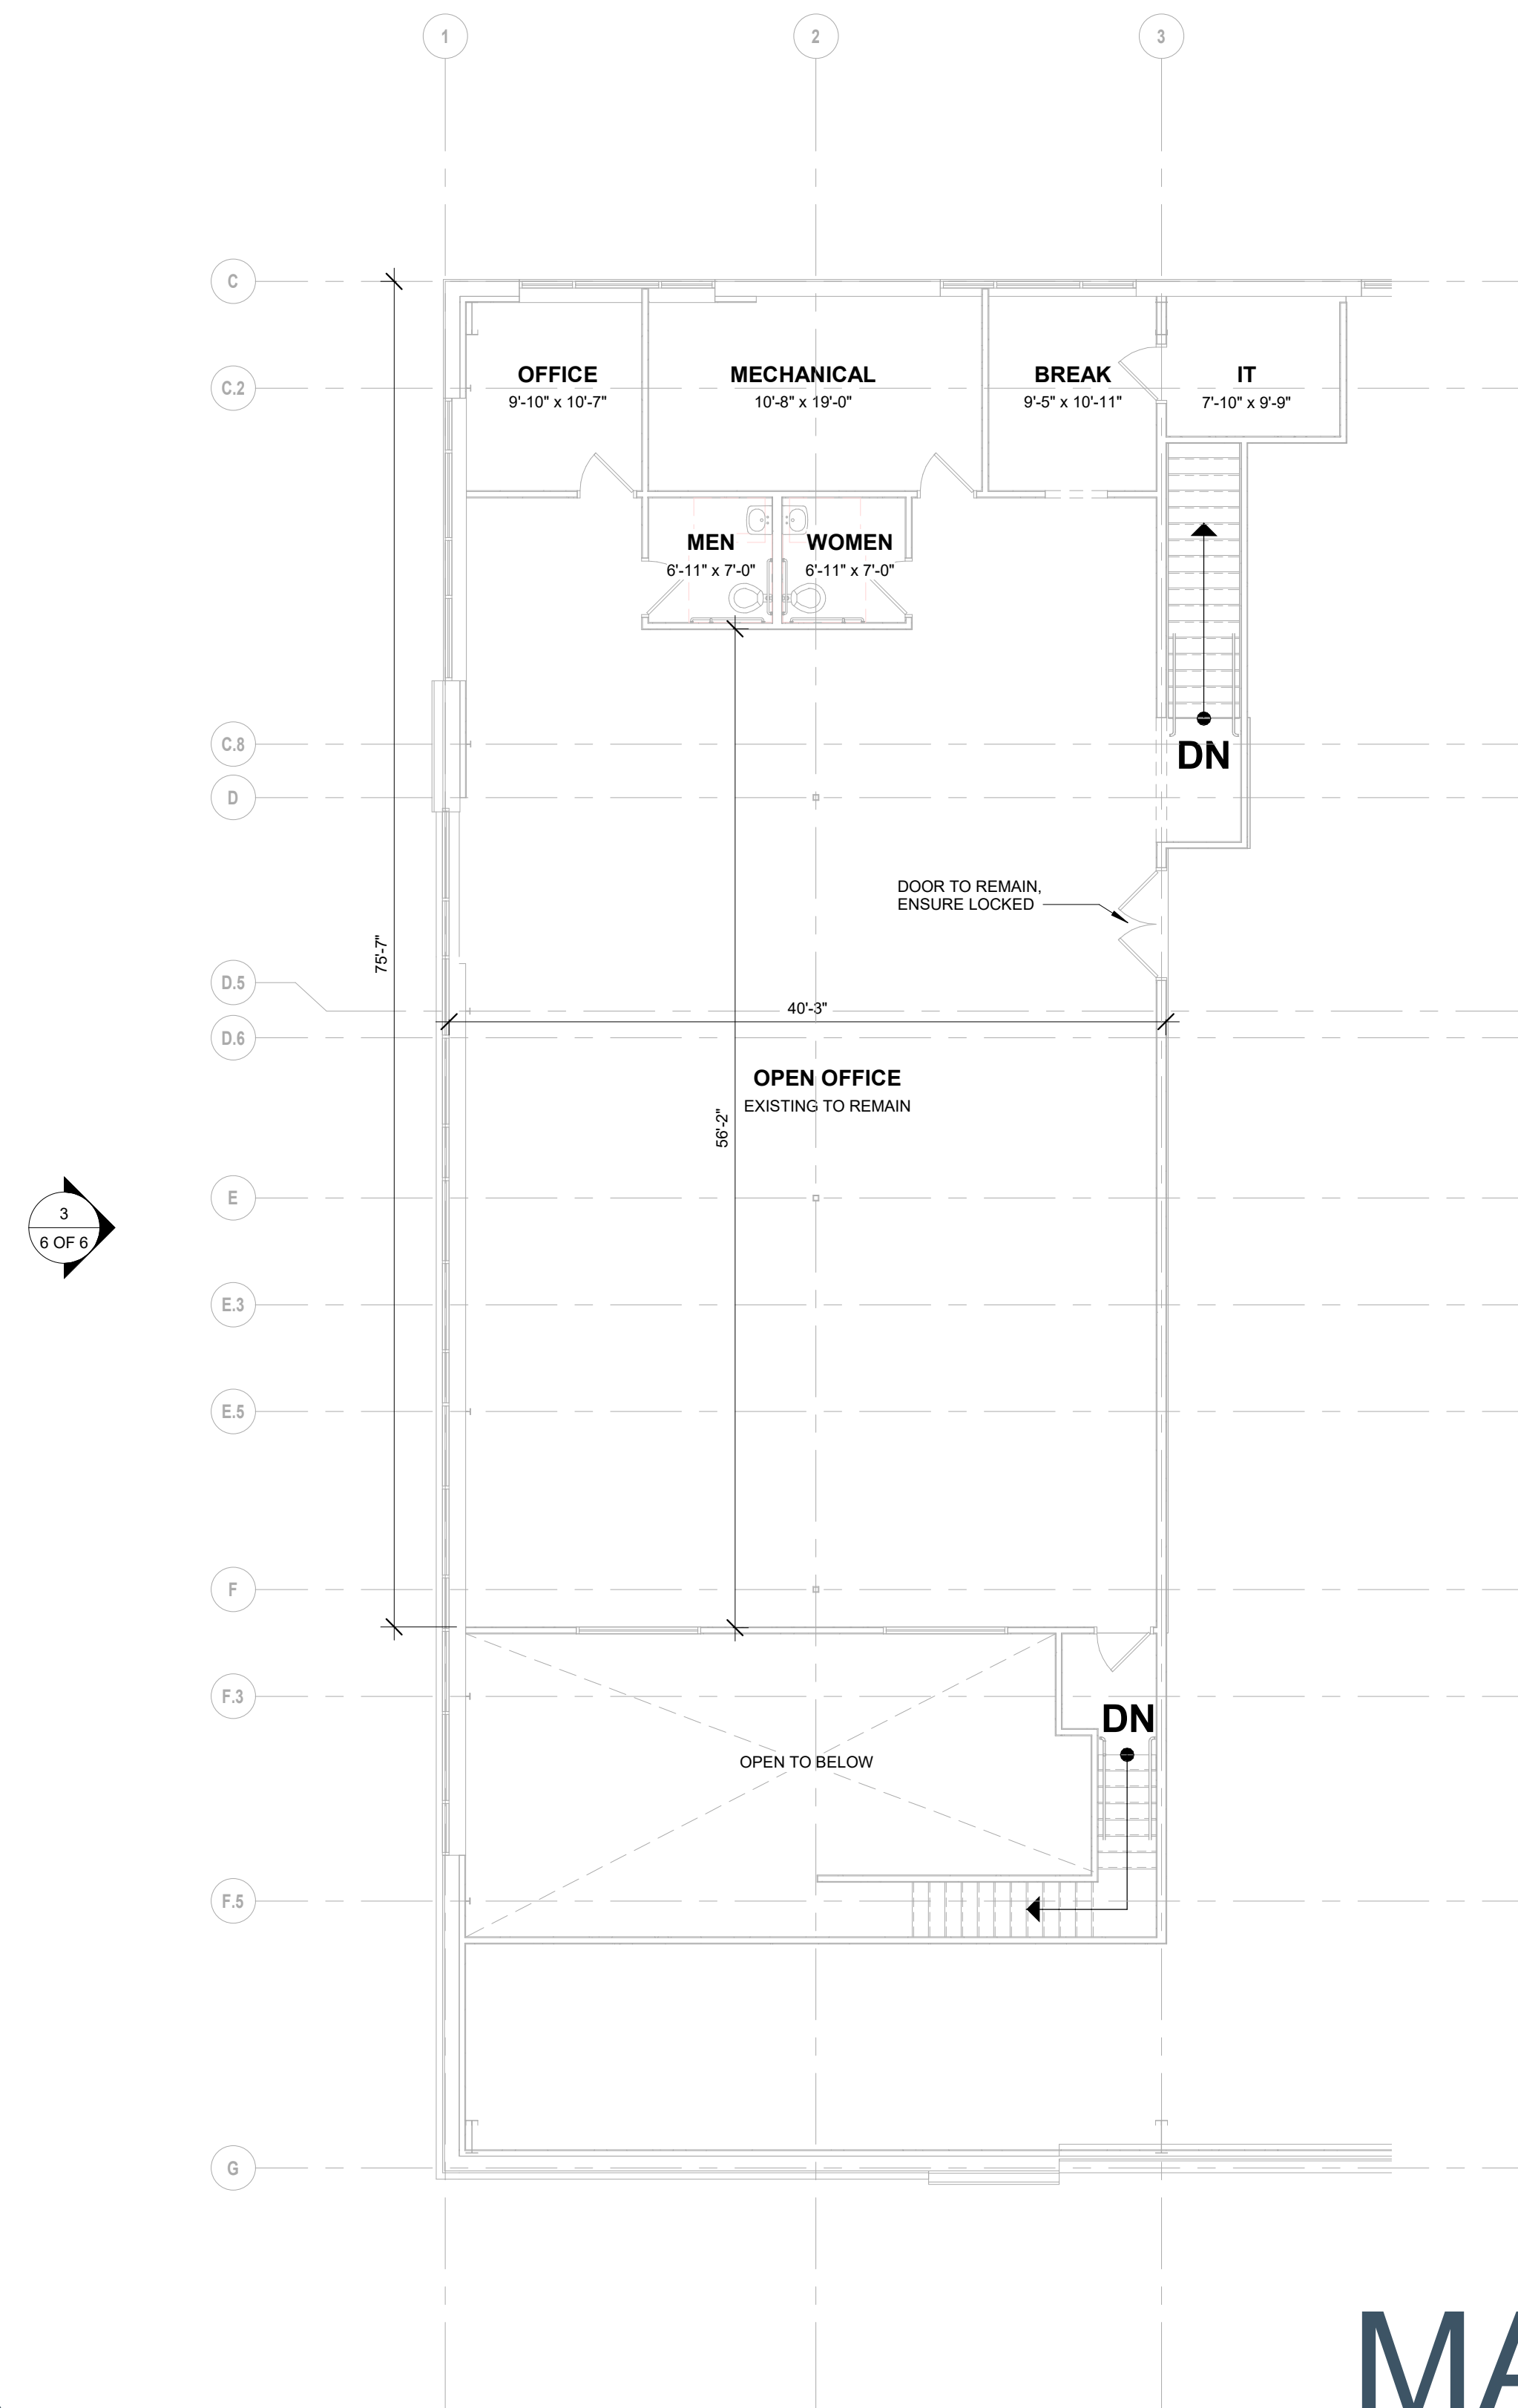 1
2
3
C
C.2
OFFICE
9'-10" x 10'-7"
MECHANICAL
10'-8" x 19'-0"
BREAK
9'-5" x 10'-11"
IT
7'-10" x 9'-9"
MEN
6'-11" x 7'-0"
WOMEN
6'-11" x 7'-0"
C.8
DN
D
DOOR TO REMAIN,
ENSURE LOCKED
75'-7"
D.5
40'-3"
D.6
OPEN OFFICE
EXISTING TO REMAIN
56'-2"
E
3
6 OF 6
E.3
E.5
F
F.3
DN
OPEN TO BELOW
F.5
G
MA